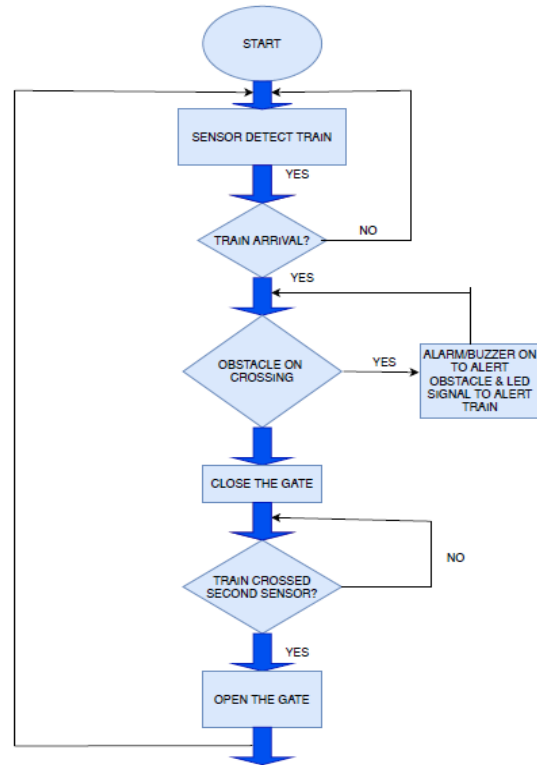 START
SENSOR DETECT TRAIN
YES
TRAIN ARRIVAL?
NO
YES
OBSTACLE ON
CROSSING
YES
ALARM/BUZZER ON
TO ALERT
OBSTACLE & LED
SIGNAL TO ALERT
TRAIN
CLOSE THE GATE
TRAIN CROSSED
SECOND SENSOR?
NO
YES
OPEN THE GATE